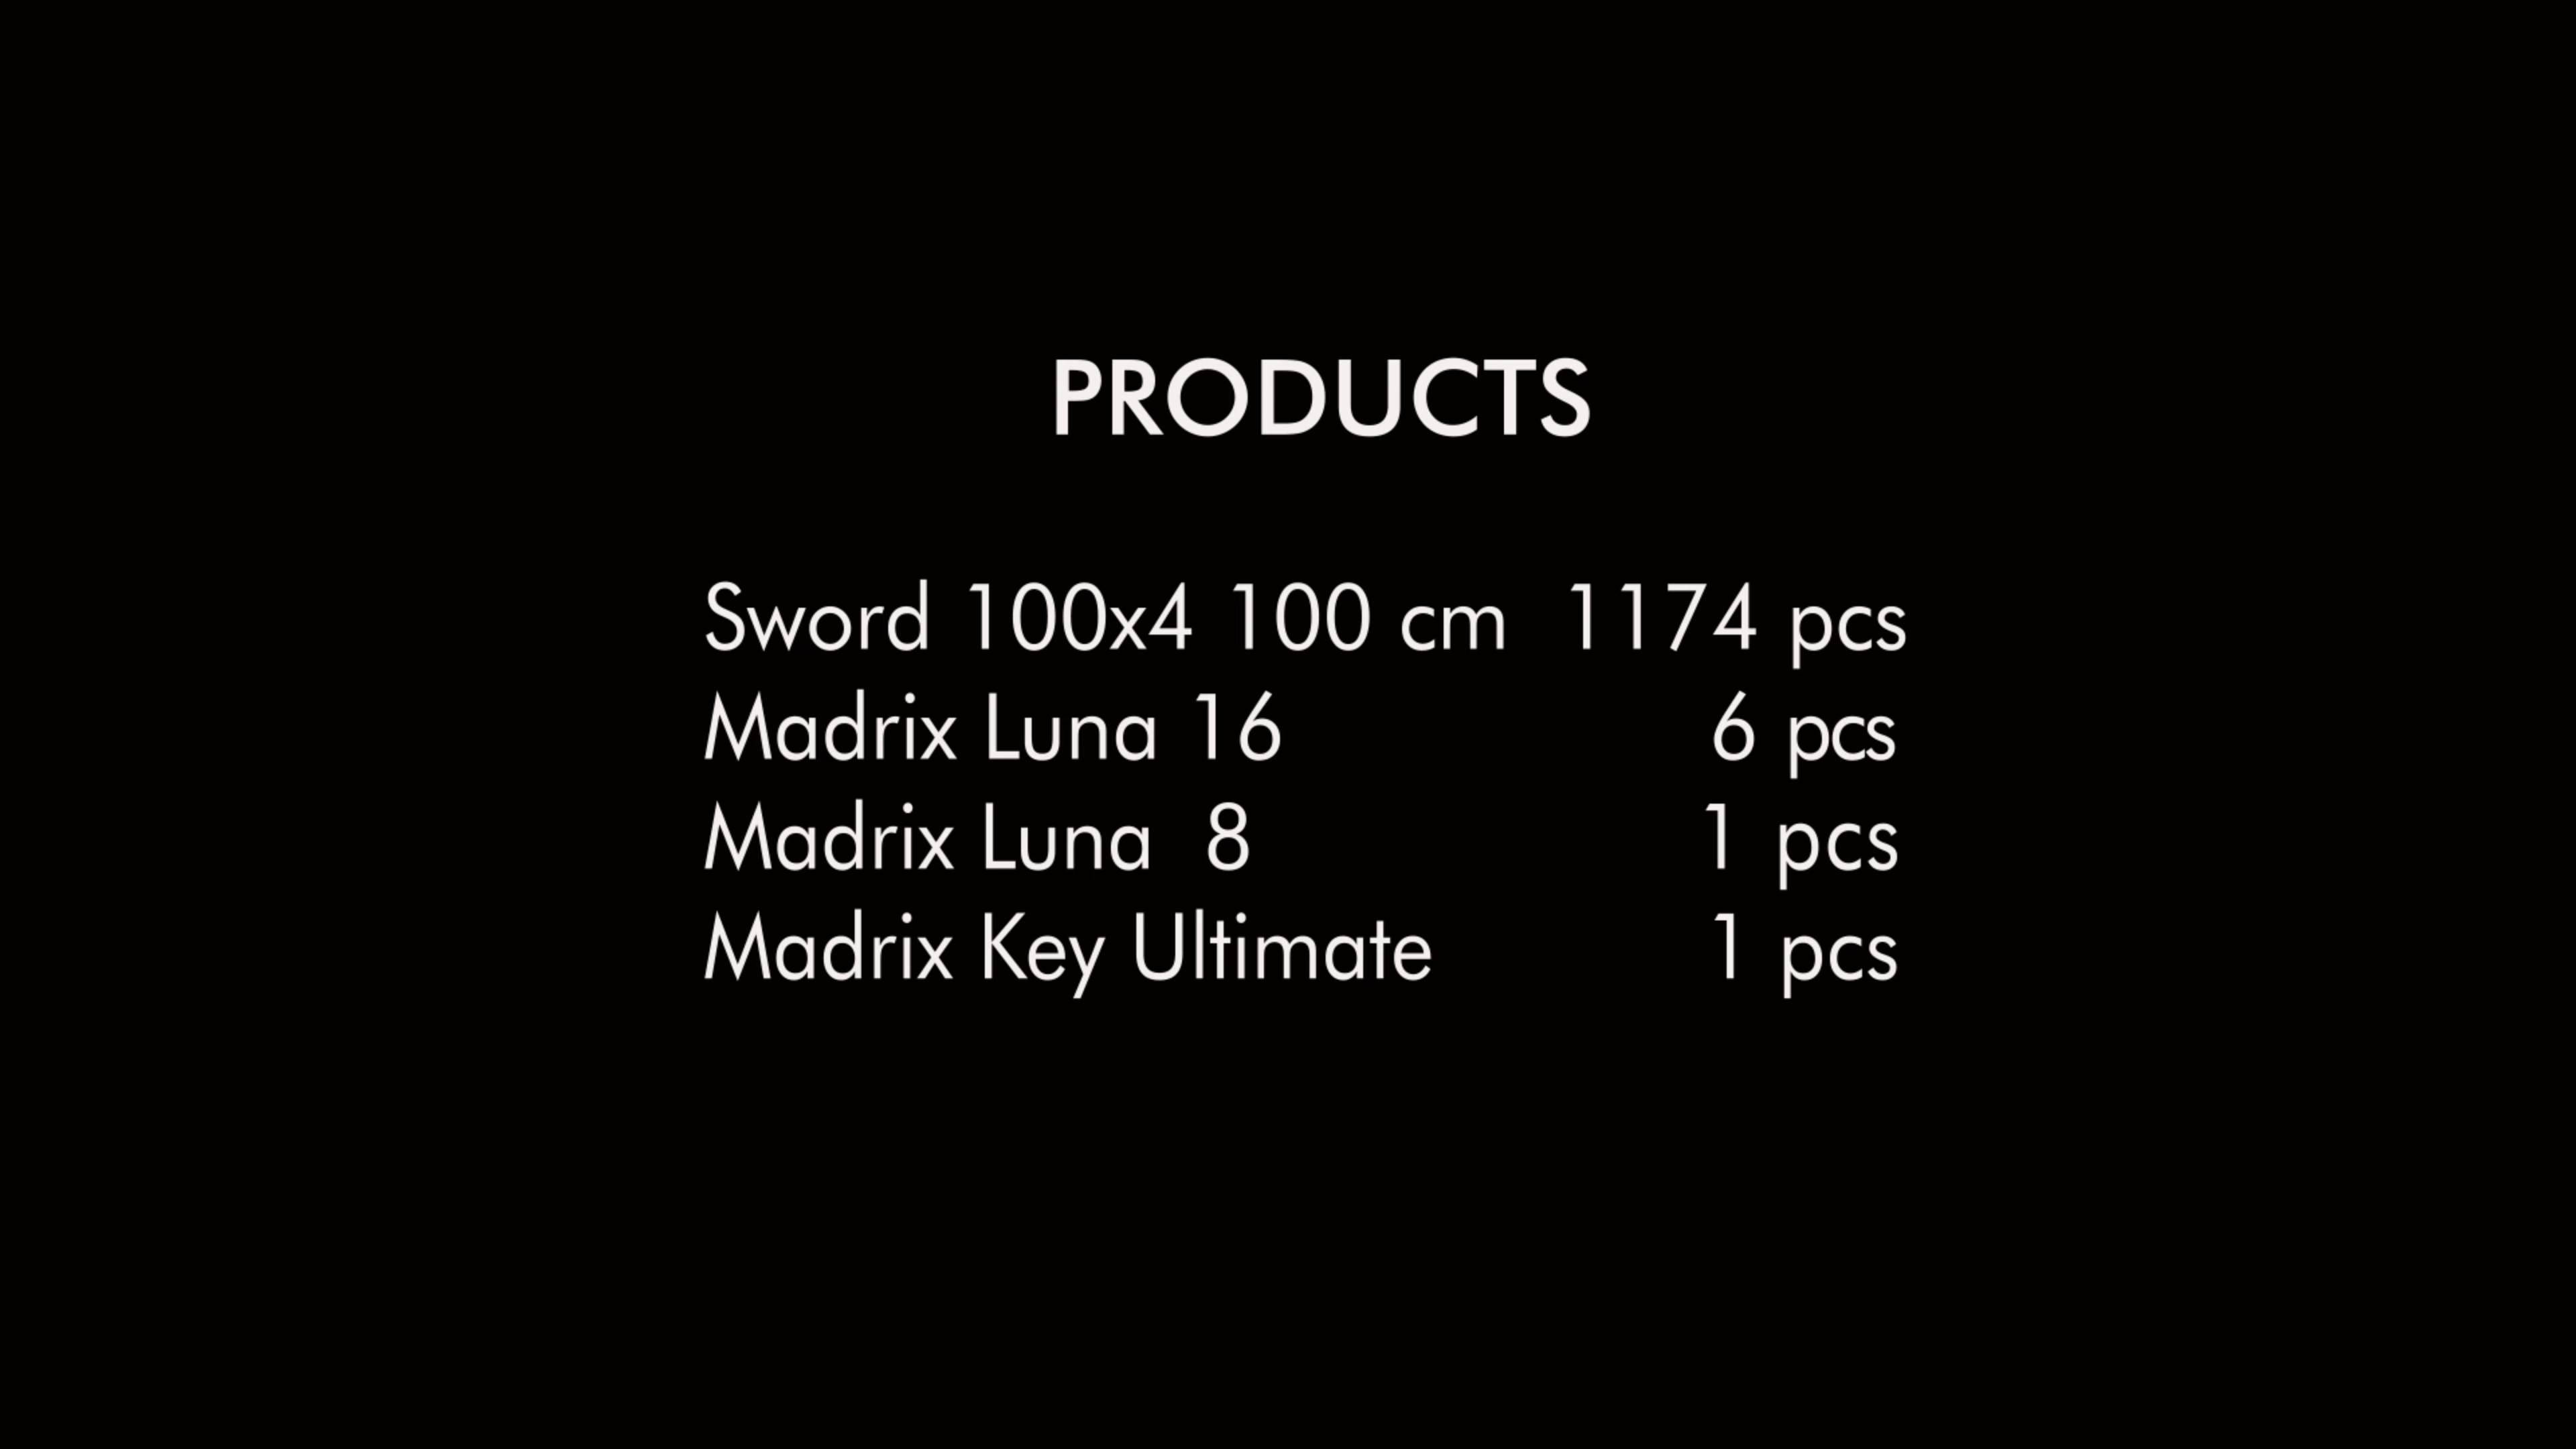 PRODUCTS
Sword 100x4 100 cm 1174 pcs
Madrix Luna 16 6 pcs
Madrix Luna 8 1 pcs
Madrix Key Ultimate 1 pcs